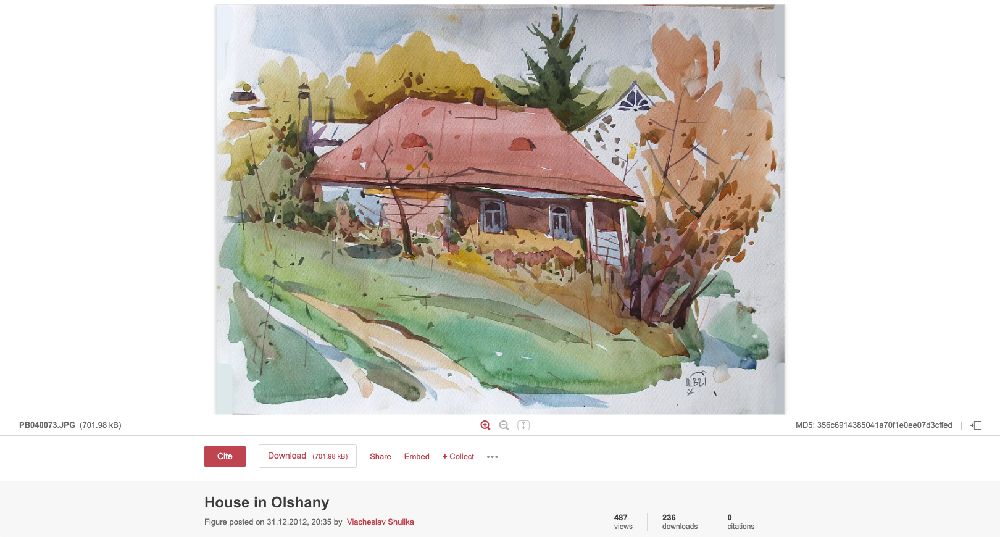 ШВВІ
PB040073.JPG (701.98 kB)
MD5: 356c6914385041a70f1e0ee07d3cffed |
Cite
Download (701.98 kB)
Share
Embed
+ Collect
•••
House in Olshany
Figure posted on 31.12.2012, 20:35 by Viacheslav Shulika
487
views
236
downloads
0
citations